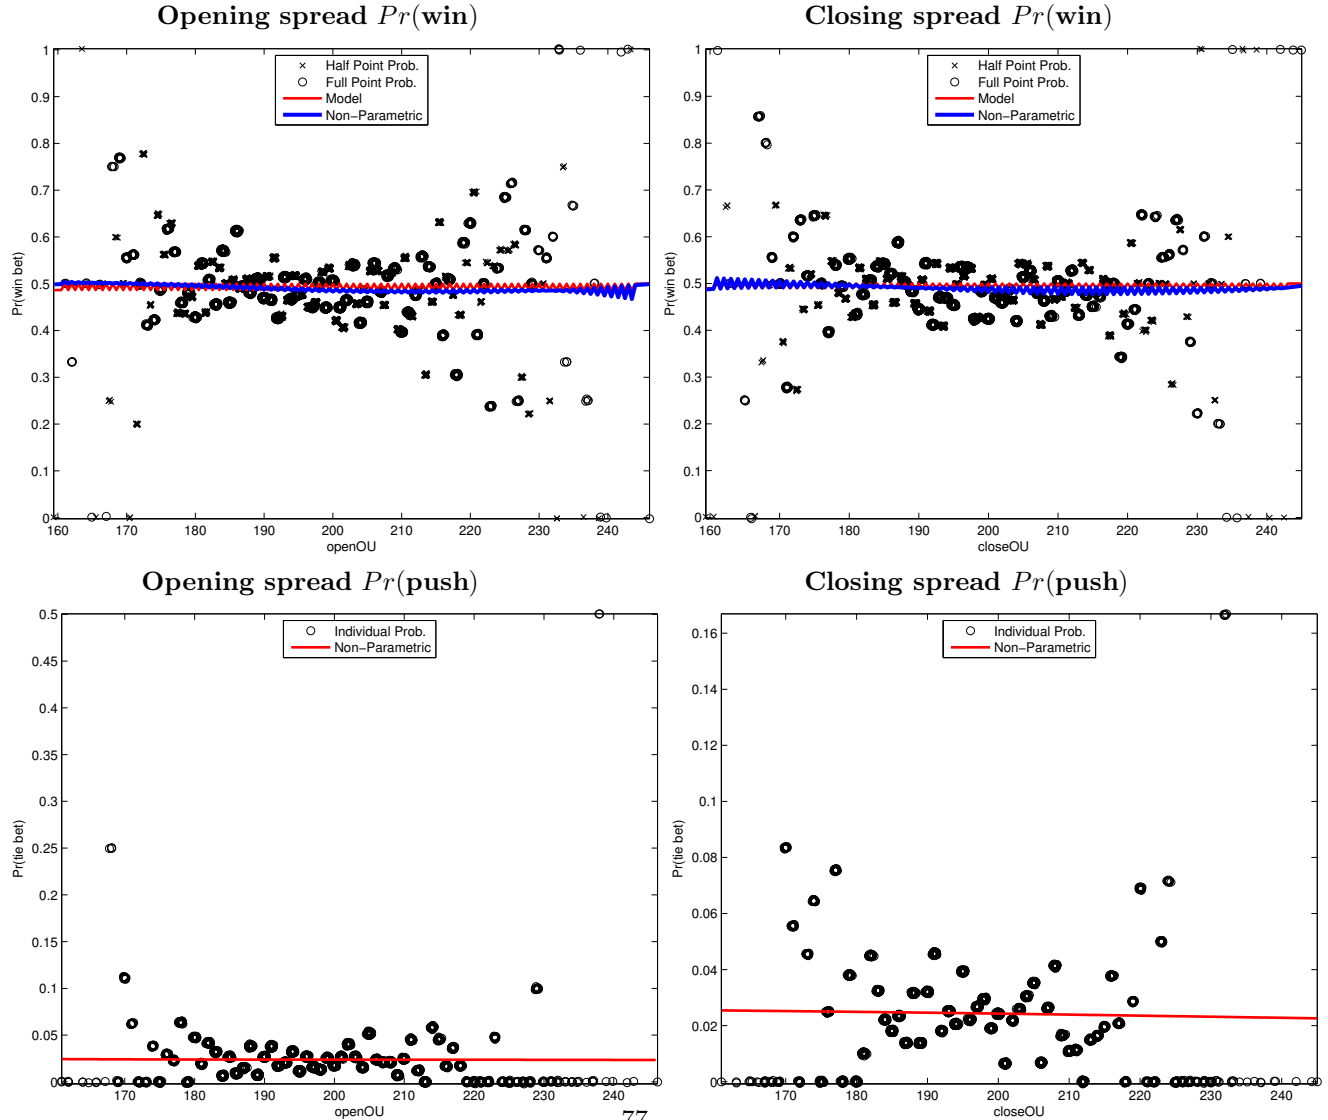 Opening spread Pr(win)
1
0.9
0.8
0.7
0.6
0.5
0.4
0.3
0.2
0.1
0
Pr(win bet)
Half Point Prob.
Full Point Prob.
Model
Non−Parametric
160 170 180 190 200 210 220 230 240
openOU
Closing spread Pr(win)
1
0.9
0.8
0.7
0.6
0.5
0.4
0.3
0.2
0.1
0
Pr(win bet)
Half Point Prob.
Full Point Prob.
Model
Non−Parametric
160 170 180 190 200 210 220 230 240
closeOU
Opening spread Pr(push)
0.5
0.45
0.4
0.35
0.3
0.25
0.2
0.15
0.1
0.05
0
Pr(tie bet)
Individual Prob.
Non−Parametric
170 180 190 200 210 220 230 240
openOU
Closing spread Pr(push)
0.16
0.14
0.12
0.1
0.08
0.06
0.04
0.02
0
Pr(tie bet)
Individual Prob.
Non−Parametric
170 180 190 200 210 220 230 240
closeOU
77